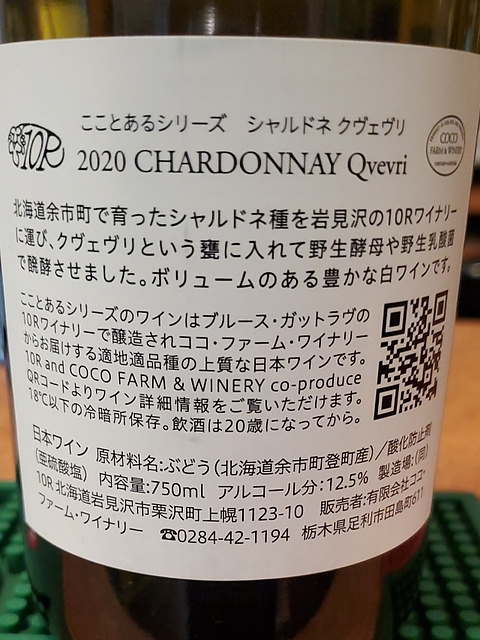 こことあるシリーズ　シャルドネ クヴェヴリ
10R
2020 CHARDONNAY Qvevri
COCO
FARM & WINERY
北海道余市町で育ったシャルドネ種を岩見沢の10Rワイナリー
に運び、クヴェヴリという甕に入れて野生酵母や野生乳酸菌
で醗酵させました。ボリュームのある豊かな白ワインです。
こことあるシリーズのワインはブルース・ガットラヴの
10Rワイナリーで醸造されココ・ファーム・ワイナリー
からお届けする適地適品種の上質な日本ワインです。
10R and COCO FARM & WINERY co-produce
QRコードよりワイン詳細情報をご覧いただけます。
18℃以下の冷暗所保存。飲酒は20歳になってから。
日本ワイン 原材料名:ぶどう(北海道余市町登町産)／酸化防止剤
(亜硫酸塩) 内容量:750ml アルコール分:12.5% 製造場:(同)
10R 北海道岩見沢市栗沢町上幌1123-10 販売者:有限会社ココ・
ファーム・ワイナリー ☎0284-42-1194 栃木県足利市田島町611